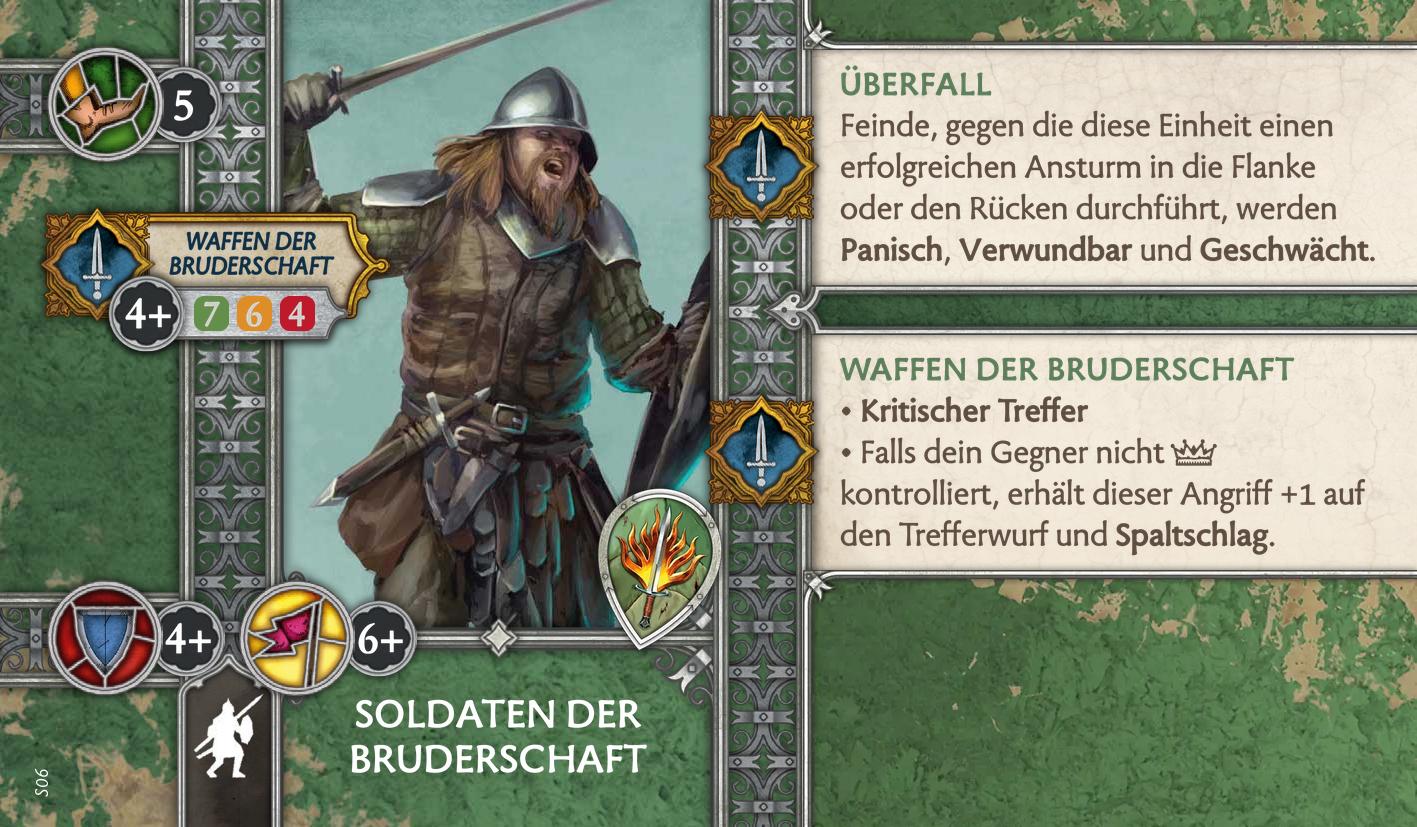 5
WAFFEN DER
BRUDERSCHAFT
4+ 7 6 4
4+
6+
SOLDATEN DER
BRUDERSCHAFT
S06
ÜBERFALL
Feinde, gegen die diese Einheit einen
erfolgreichen Ansturm in die Flanke
oder den Rücken durchführt, werden
Panisch, Verwundbar und Geschwächt.
WAFFEN DER BRUDERSCHAFT
• Kritischer Treffer
• Falls dein Gegner nicht
kontrolliert, erhält dieser Angriff +1 auf
den Trefferwurf und Spaltschlag.